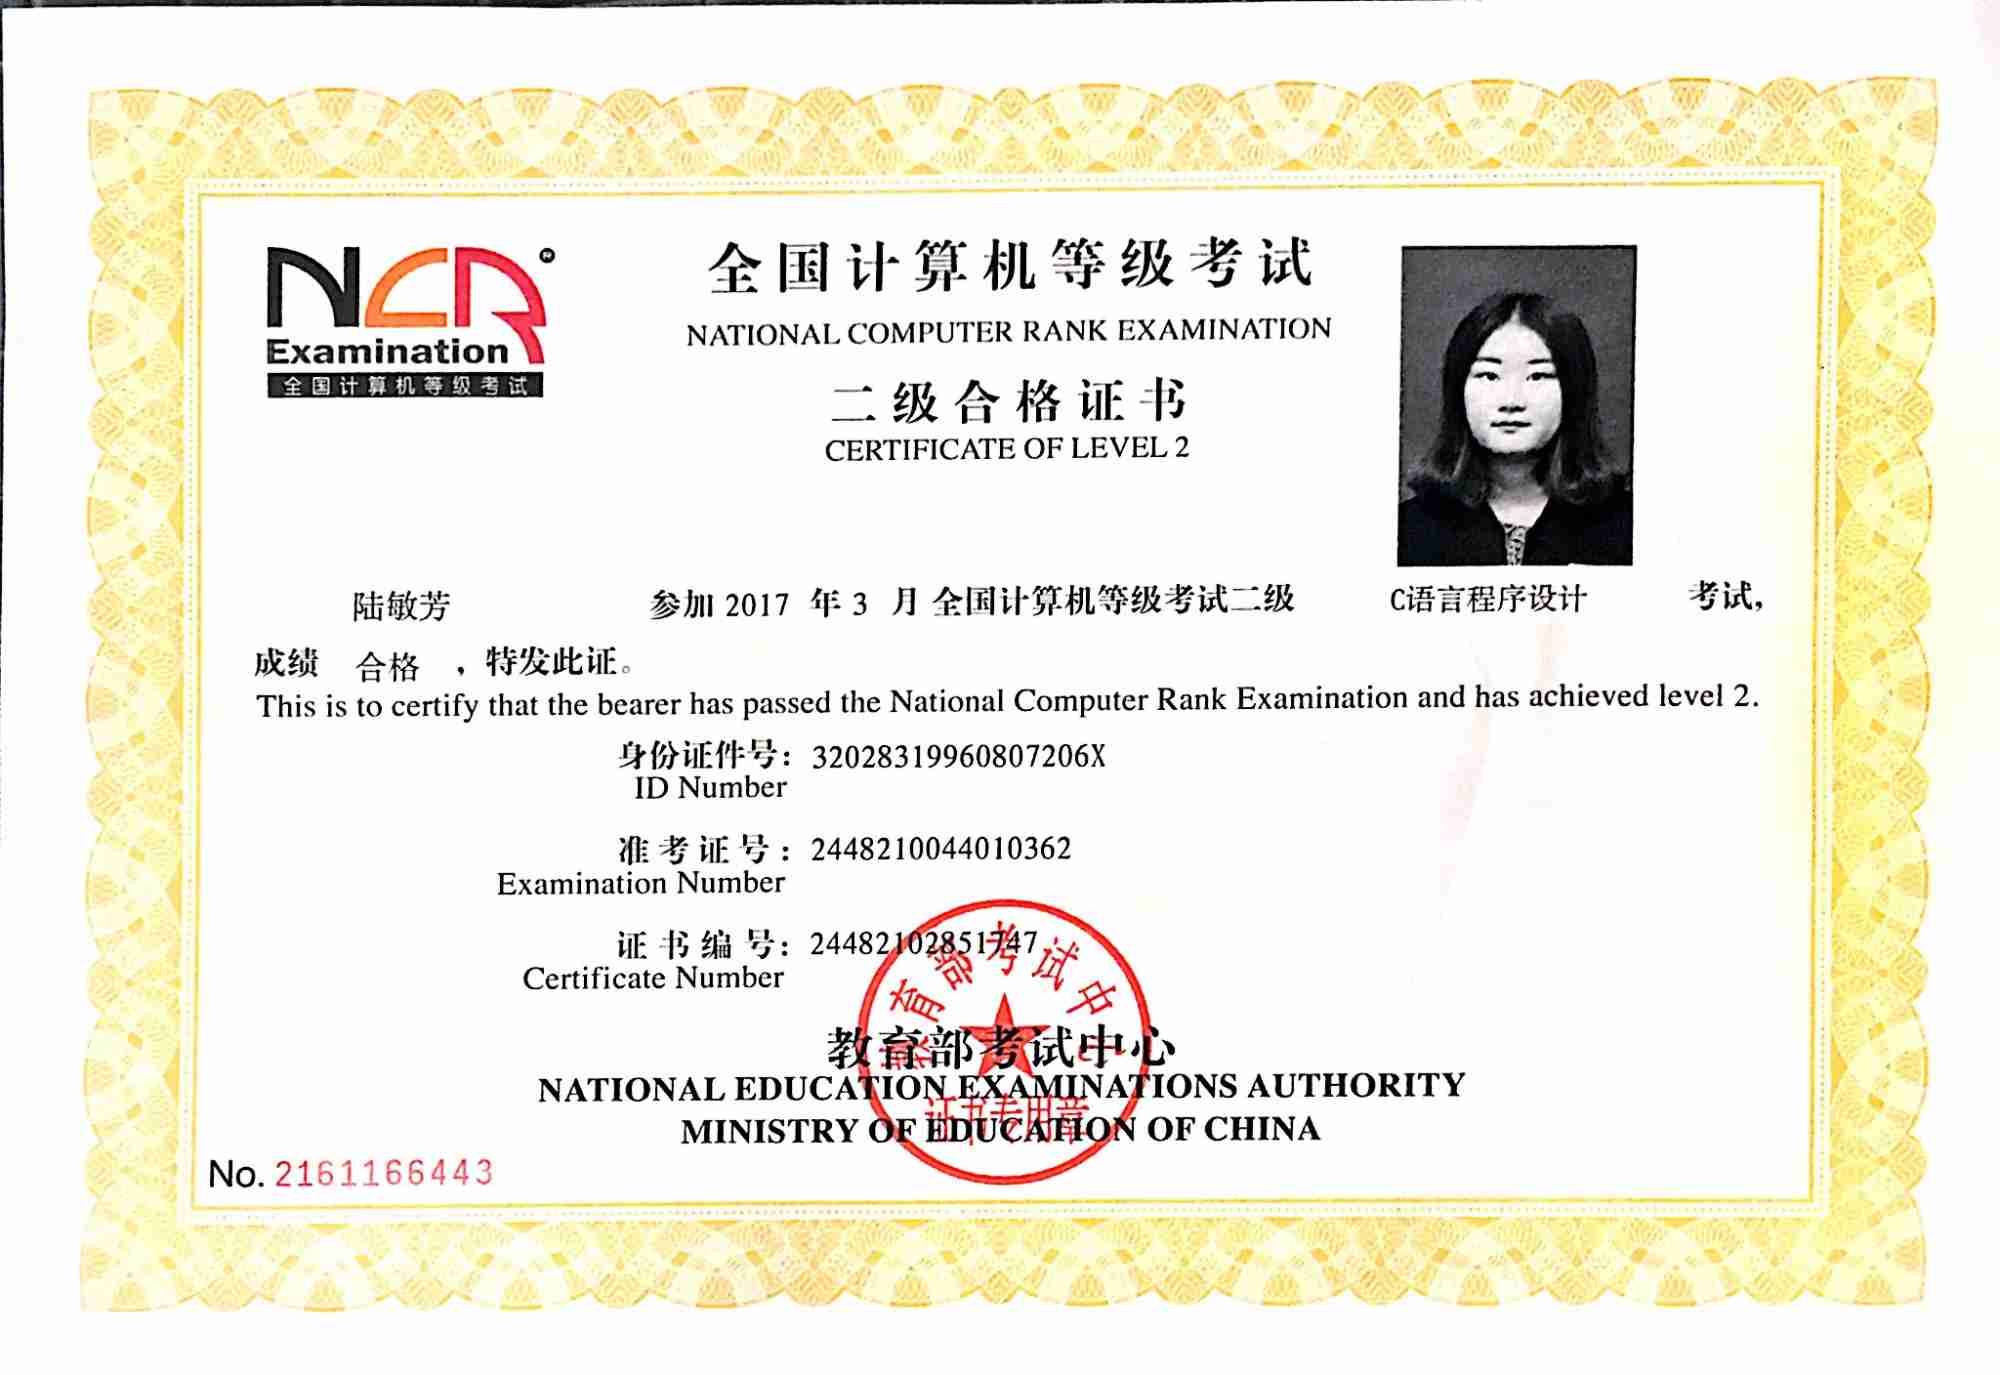 NCR®
Examination
全国计算机等级考试
全国计算机等级考试
NATIONAL COMPUTER RANK EXAMINATION
二级合格证书
CERTIFICATE OF LEVEL 2
陆敏芳 参加 2017 年 3 月 全国计算机等级考试二级 C语言程序设计 考试，
成绩 合格 ，特发此证。
This is to certify that the bearer has passed the National Computer Rank Examination and has achieved level 2.
身份证件号：32028319960807206X
ID Number
准考证号：2448210044010362
Examination Number
证书编号：24482102851747
Certificate Number
教育部考试中心
教育部考试中心
NATIONAL EDUCATION EXAMINATIONS AUTHORITY
证书专用章
MINISTRY OF EDUCATION OF CHINA
No. 2161166443